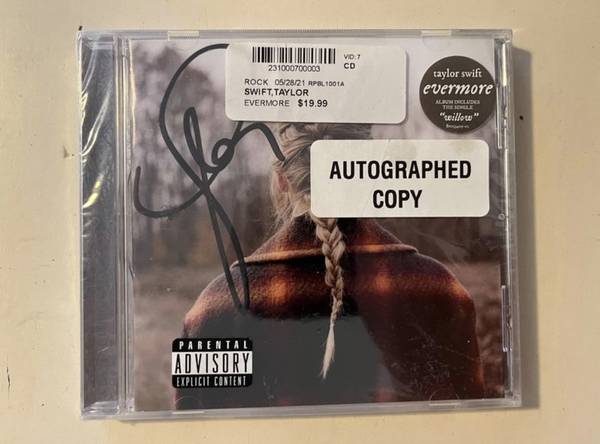 VID: 7
231000700003 CD
ROCK 05/28/21 RPBL1001A
SWIFT,TAYLOR
EVERMORE $19.99
taylor swift
evermore
ALBUM INCLUDES
THE SINGLE
"willow"
AUTOGRAPHED
COPY
PARENTAL
ADVISORY
EXPLICIT CONTENT